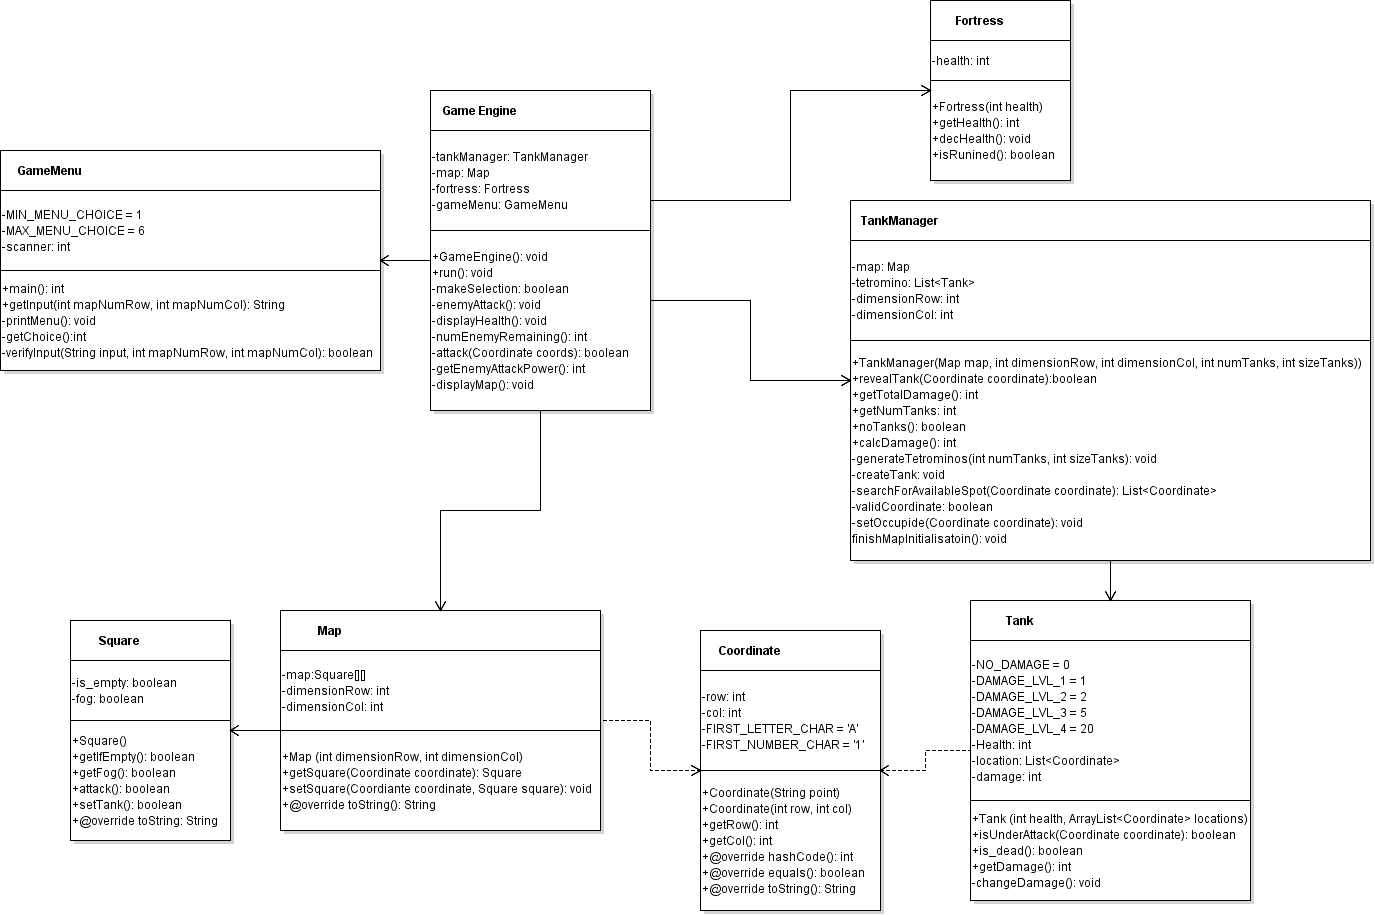 Fortress
-health: int
+Fortress(int health)
+getHealth(): int
+decHealth(): void
+isRunined(): boolean
Game Engine
-tankManager: TankManager
-map: Map
-fortress: Fortress
-gameMenu: GameMenu
+GameEngine(): void
+run(): void
-makeSelection: boolean
-enemyAttack(): void
-displayHealth(): void
-numEnemyRemaining(): int
-attack(Coordinate coords): boolean
-getEnemyAttackPower(): int
-displayMap(): void
GameMenu
-MIN_MENU_CHOICE = 1
-MAX_MENU_CHOICE = 6
-scanner: int
+main(): int
+getInput(int mapNumRow, int mapNumCol): String
-printMenu(): void
-getChoice():int
-verifyInput(String input, int mapNumRow, int mapNumCol): boolean
TankManager
-map: Map
-tetromino: List<Tank>
-dimensionRow: int
-dimensionCol: int
+TankManager(Map map, int dimensionRow, int dimensionCol, int numTanks, int sizeTanks))
+revealTank(Coordinate coordinate):boolean
+getTotalDamage(): int
+getNumTanks: int
+noTanks(): boolean
+calcDamage(): int
-generateTetrominos(int numTanks, int sizeTanks): void
-createTank: void
-searchForAvailableSpot(Coordinate coordinate): List<Coordinate>
-validCoordinate: boolean
-setOccupide(Coordinate coordinate): void
finishMapInitialisatoin(): void
Square
-is_empty: boolean
-fog: boolean
+Square()
+getIfEmpty(): boolean
+getFog(): boolean
+attack(): boolean
+setTank(): boolean
+@override toString: String
Map
-map:Square[][]
-dimensionRow: int
-dimensionCol: int
+Map (int dimensionRow, int dimensionCol)
+getSquare(Coordinate coordinate): Square
+setSquare(Coordiante coordinate, Square square): void
+@override toString(): String
Coordinate
-row: int
-col: int
-FIRST_LETTER_CHAR = 'A'
-FIRST_NUMBER_CHAR = '1'
+Coordinate(String point)
+Coordinate(int row, int col)
+getRow(): int
+getCol(): int
+@override hashCode(): int
+@override equals(): boolean
+@override toString(): String
Tank
-NO_DAMAGE = 0
-DAMAGE_LVL_1 = 1
-DAMAGE_LVL_2 = 2
-DAMAGE_LVL_3 = 5
-DAMAGE_LVL_4 = 20
-Health: int
-location: List<Coordinate>
-damage: int
+Tank (int health, ArrayList<Coordinate> locations)
+isUnderAttack(Coordinate coordinate): boolean
+is_dead(): boolean
+getDamage(): int
-changeDamage(): void